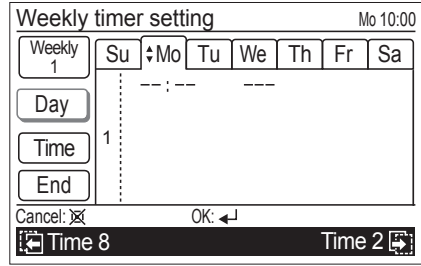 Weekly timer setting Mo 10:00
Weekly 1
Su Mo Tu We Th Fr Sa
--:-- ---
Day
Time
1
End
Cancel: OK:
Time 8 Time 2